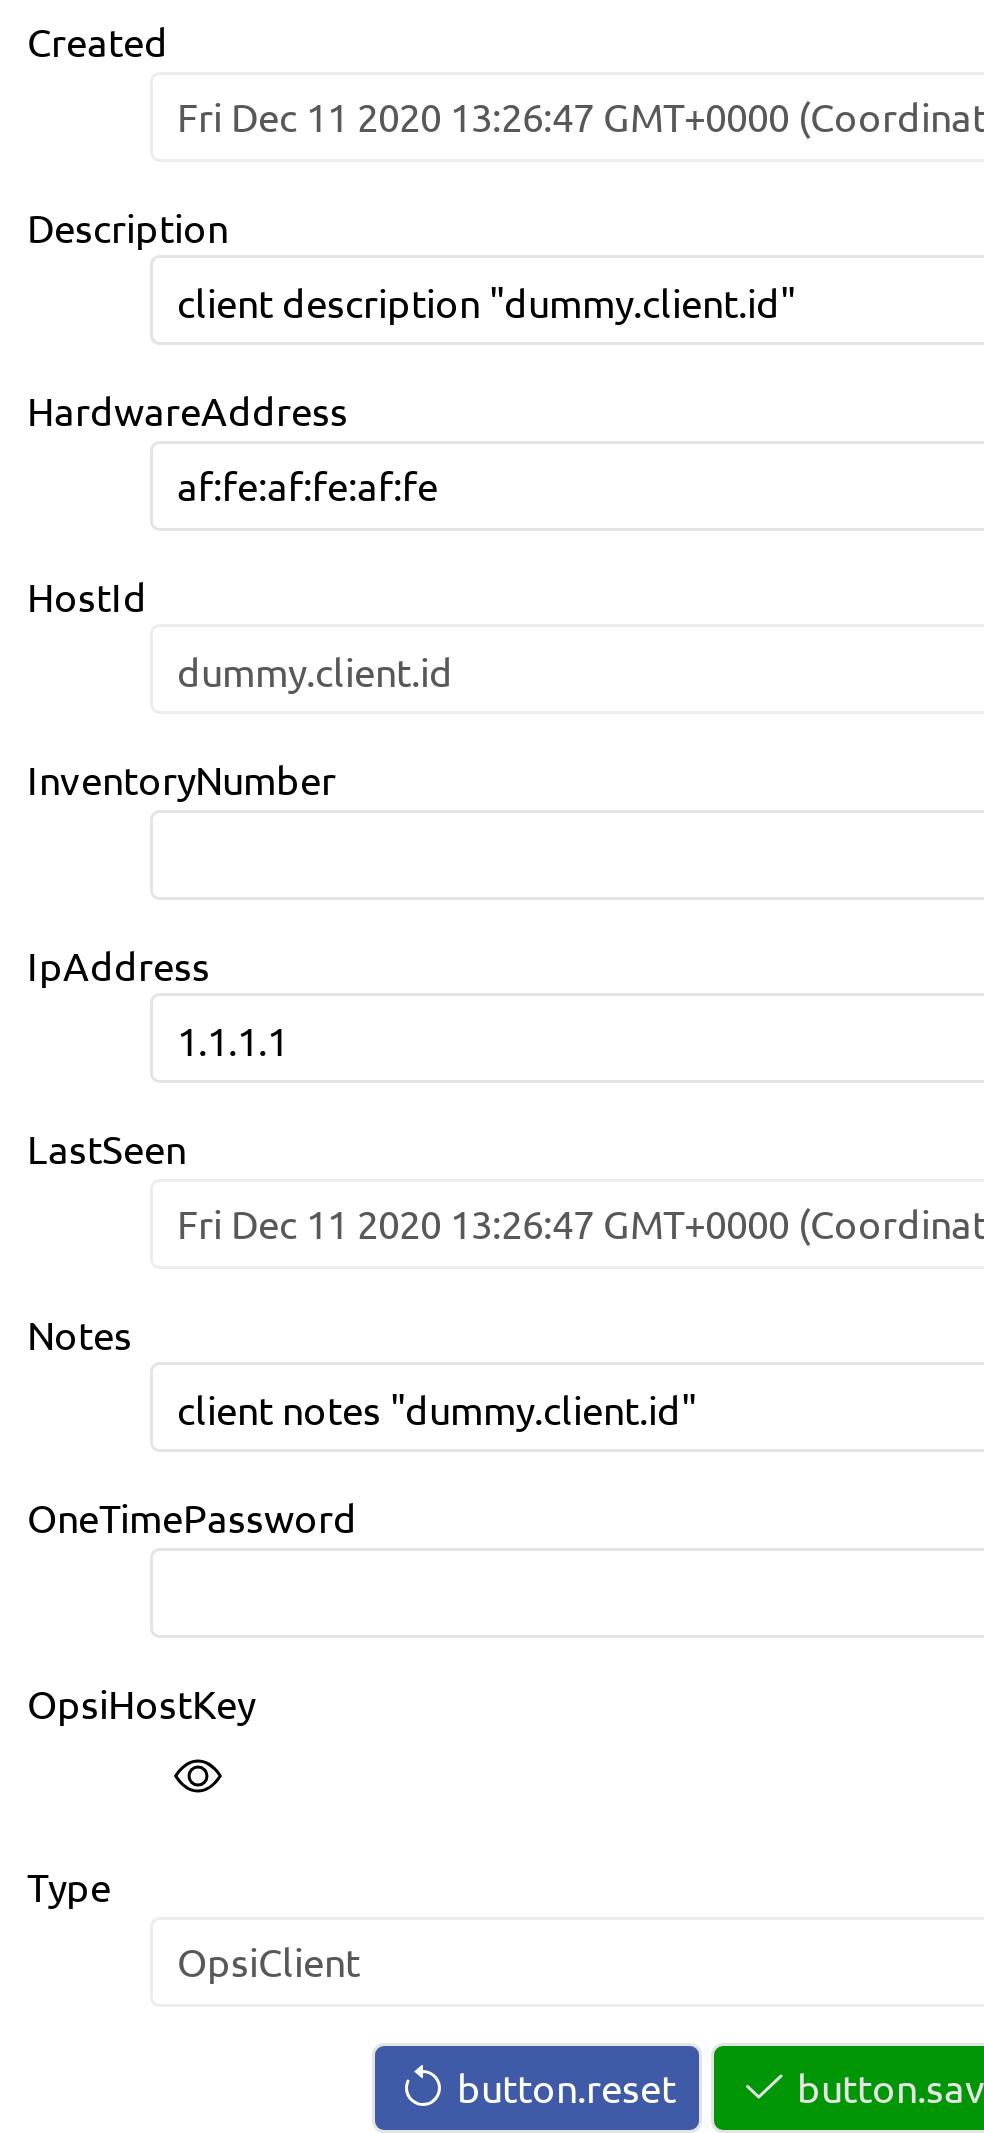 Created
Fri Dec 11 2020 13:26:47 GMT+0000 (Coordinat
Description
client description "dummy.client.id"
HardwareAddress
af:fe:af:fe:af:fe
HostId
dummy.client.id
InventoryNumber
IpAddress
1.1.1.1
LastSeen
Fri Dec 11 2020 13:26:47 GMT+0000 (Coordinat
Notes
client notes "dummy.client.id"
OneTimePassword
OpsiHostKey
Type
OpsiClient
button.reset button.sav